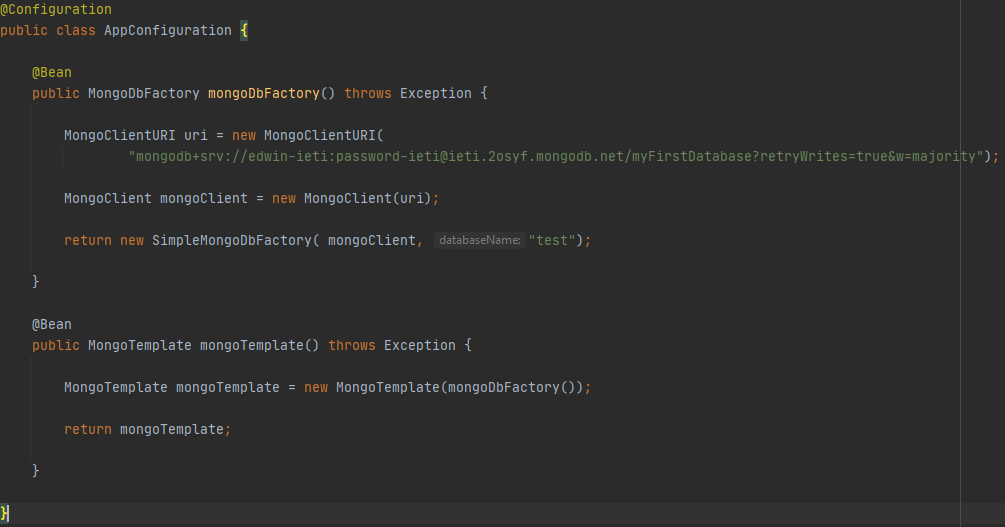 @Configuration
public class AppConfiguration {
@Bean
public MongoDbFactory mongoDbFactory() throws Exception {
MongoClientURI uri = new MongoClientURI(
"mongodb+srv://edwin-ieti:password-ieti@ieti.2osyf.mongodb.net/myFirstDatabase?retryWrites=true&w=majority");
MongoClient mongoClient = new MongoClient(uri);
return new SimpleMongoDbFactory( mongoClient, databaseName: "test");
}
@Bean
public MongoTemplate mongoTemplate() throws Exception {
MongoTemplate mongoTemplate = new MongoTemplate(mongoDbFactory());
return mongoTemplate;
}
}